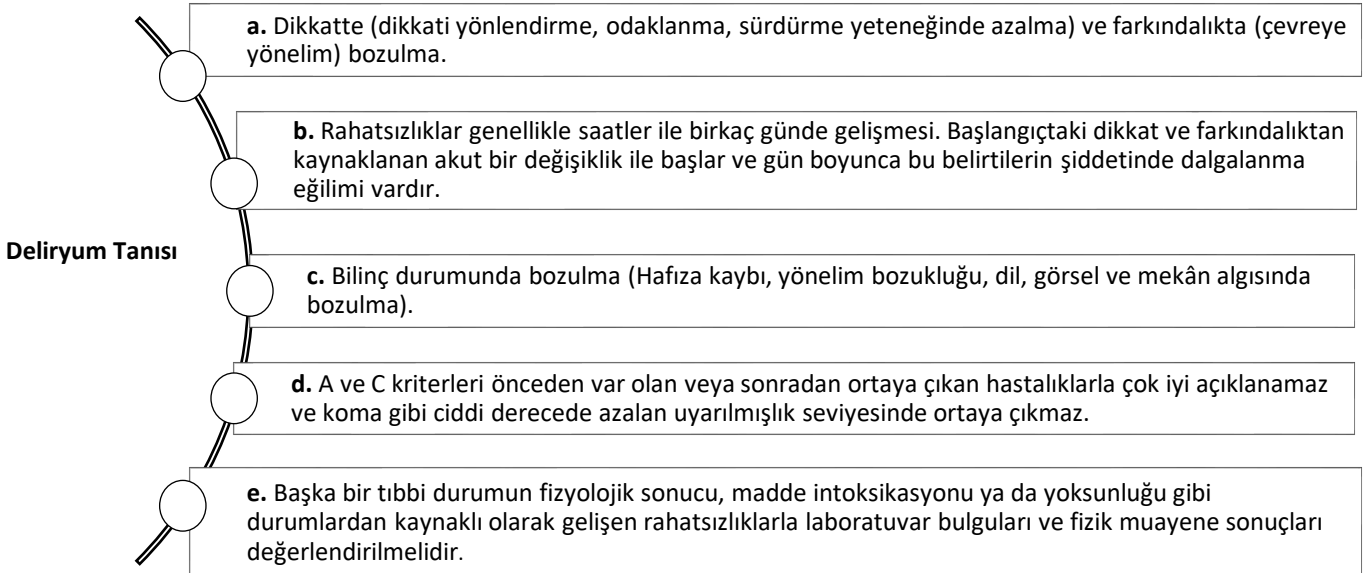 a. Dikkatte (dikkati yönlendirme, odaklanma, sürdürme yeteneğinde azalma) ve farkındalıkta (çevreye
yönelim) bozulma.
b. Rahatsızlıklar genellikle saatler ile birkaç günde gelişmesi. Başlangıçtaki dikkat ve farkındalıktan
kaynaklanan akut bir değişiklik ile başlar ve gün boyunca bu belirtilerin şiddetinde dalgalanma
eğilimi vardır.
Deliryum Tanısı
c. Bilinç durumunda bozulma (Hafıza kaybı, yönelim bozukluğu, dil, görsel ve mekân algısında
bozulma).
d. A ve C kriterleri önceden var olan veya sonradan ortaya çıkan hastalıklarla çok iyi açıklanamaz
ve koma gibi ciddi derecede azalan uyarılmışlık seviyesinde ortaya çıkmaz.
e. Başka bir tıbbi durumun fizyolojik sonucu, madde intoksikasyonu ya da yoksunluğu gibi
durumlardan kaynaklı olarak gelişen rahatsızlıklarla laboratuvar bulguları ve fizik muayene sonuçları
değerlendirilmelidir.